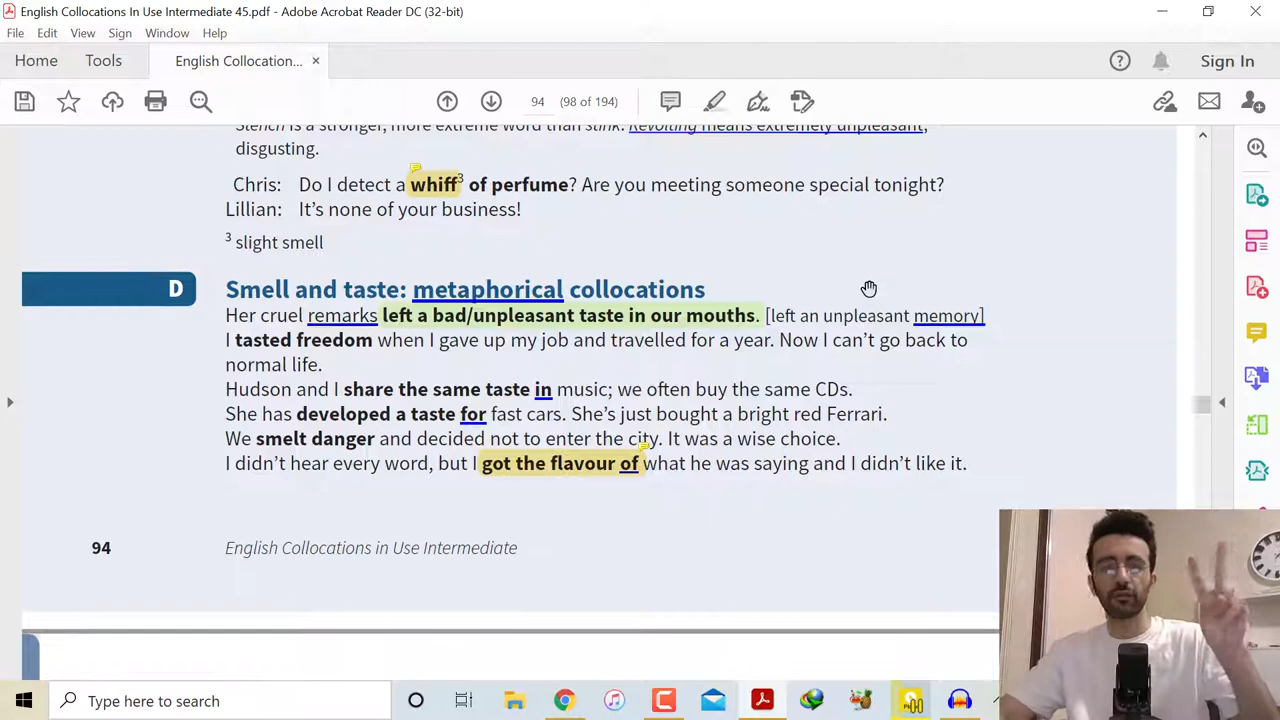 English Collocations In Use Intermediate 45.pdf - Adobe Acrobat Reader DC (32-bit)
File Edit View Sign Window Help
Home Tools English Collocation... × Sign In
94 (98 of 194)
Stench is a stronger, more extreme word than stink. Revolting means extremely unpleasant,
disgusting.
Chris: Do I detect a whiff³ of perfume? Are you meeting someone special tonight?
Lillian: It's none of your business!
³ slight smell
D Smell and taste: metaphorical collocations
Her cruel remarks left a bad/unpleasant taste in our mouths. [left an unpleasant memory]
I tasted freedom when I gave up my job and travelled for a year. Now I can't go back to
normal life.
Hudson and I share the same taste in music; we often buy the same CDs.
She has developed a taste for fast cars. She's just bought a bright red Ferrari.
We smelt danger and decided not to enter the city. It was a wise choice.
I didn't hear every word, but I got the flavour of what he was saying and I didn't like it.
94 English Collocations in Use Intermediate
Type here to search